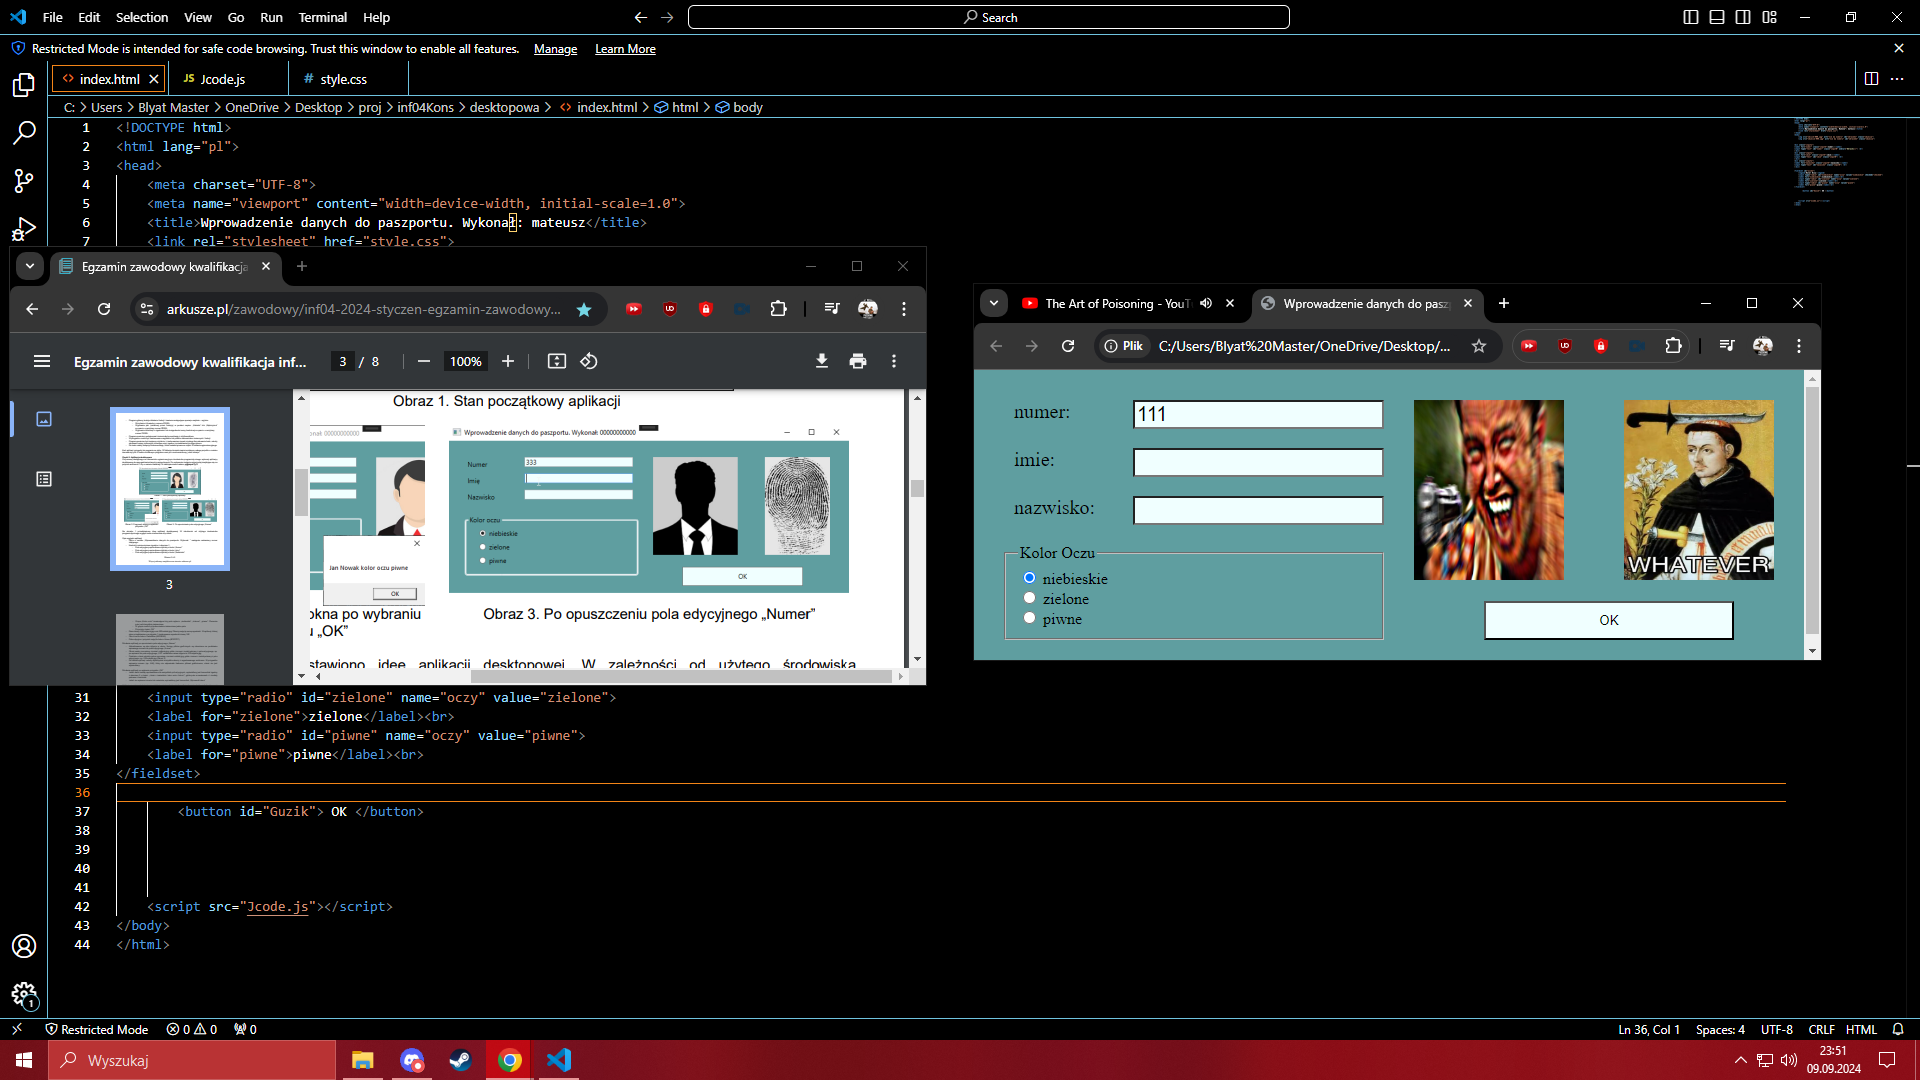 File Edit Selection View Go Run Terminal Help
Search
Restricted Mode is intended for safe code browsing. Trust this window to enable all features. Manage Learn More
index.html
JS Jcode.js
# style.css
C: > Users > Blyat Master > OneDrive > Desktop > proj > inf04Kons > desktopowa > index.html > html > body
1 <!DOCTYPE html>
2 <html lang="pl">
3 <head>
4 <meta charset="UTF-8">
5 <meta name="viewport" content="width=device-width, initial-scale=1.0">
6 <title>Wprowadzenie danych do paszportu. Wykonał: mateusz</title>
7 <link rel="stylesheet" href="style.css">
Egzamin zawodowy kwalifikacja
arkusze.pl/zawodowy/inf04-2024-styczen-egzamin-zawodowy...
Egzamin zawodowy kwalifikacja inf...
3 / 8
100%
3
Obraz 1. Stan początkowy aplikacji
Jan Nowak kolor oczu piwne
OK
Wprowadzenie danych do paszportu. Wykonał: 00000000000
Numer
333
Imię
Nazwisko
Kolor oczu
niebieskie
zielone
piwne
OK
okna po wybraniu
u „OK”
Obraz 3. Po opuszczeniu pola edycyjnego „Numer”
stawiono ideę aplikacji desktopowej. W zależności od użytego środowiska
The Art of Poisoning - YouT
Wprowadzenie danych do pasz
Plik
C:/Users/Blyat%20Master/OneDrive/Desktop/...
numer:
111
imie:
nazwisko:
Kolor Oczu
niebieskie
zielone
piwne
WHATEVER
OK
31 <input type="radio" id="zielone" name="oczy" value="zielone">
32 <label for="zielone">zielone</label><br>
33 <input type="radio" id="piwne" name="oczy" value="piwne">
34 <label for="piwne">piwne</label><br>
35 </fieldset>
36
37 <button id="Guzik"> OK </button>
38
39
40
41
42 <script src="Jcode.js"></script>
43 </body>
44 </html>
1
Restricted Mode
0 0
0
Ln 36, Col 1
Spaces: 4
UTF-8
CRLF
HTML
Wyszukaj
23:51
09.09.2024